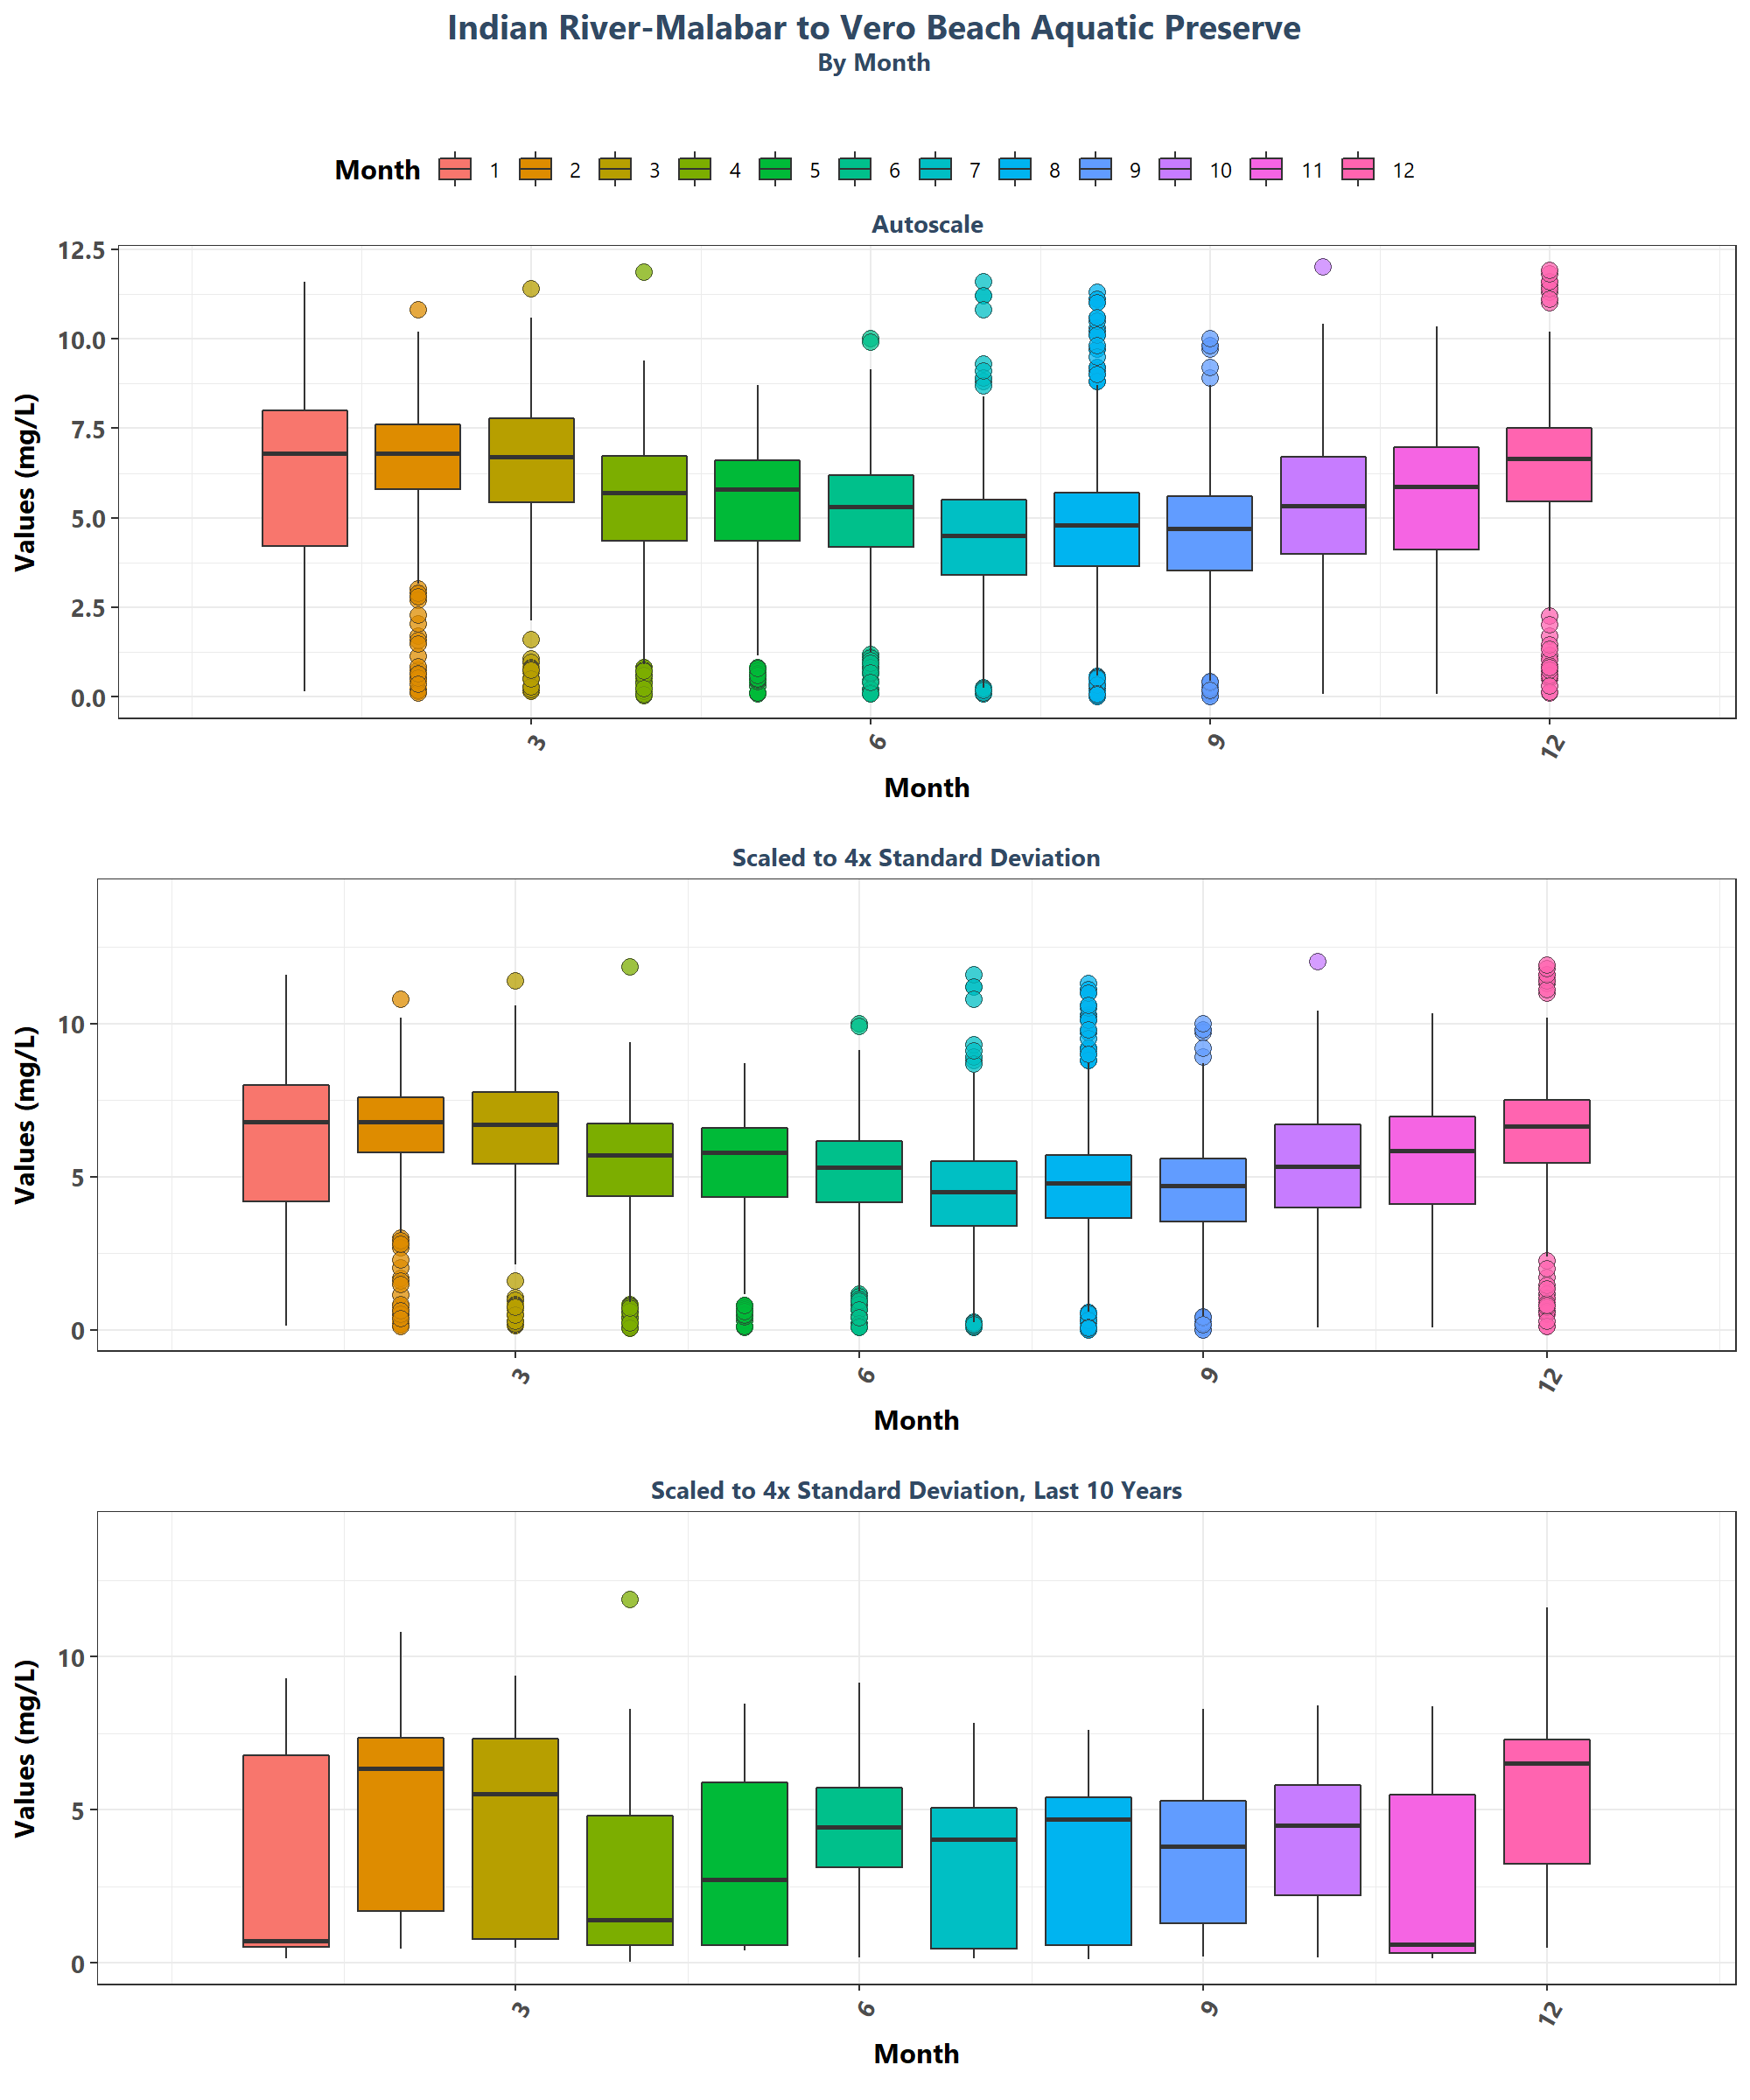 Indian River-Malabar to Vero Beach Aquatic Preserve
By Month
Month 1 2 3 4 5 6 7 8 9 10 11 12
Autoscale
Values (mg/L)
12.5
10.0
7.5
5.0
2.5
0.0
3 6 9 12
Month
Scaled to 4x Standard Deviation
Values (mg/L)
10
5
0
3 6 9 12
Month
Scaled to 4x Standard Deviation, Last 10 Years
Values (mg/L)
10
5
0
3 6 9 12
Month